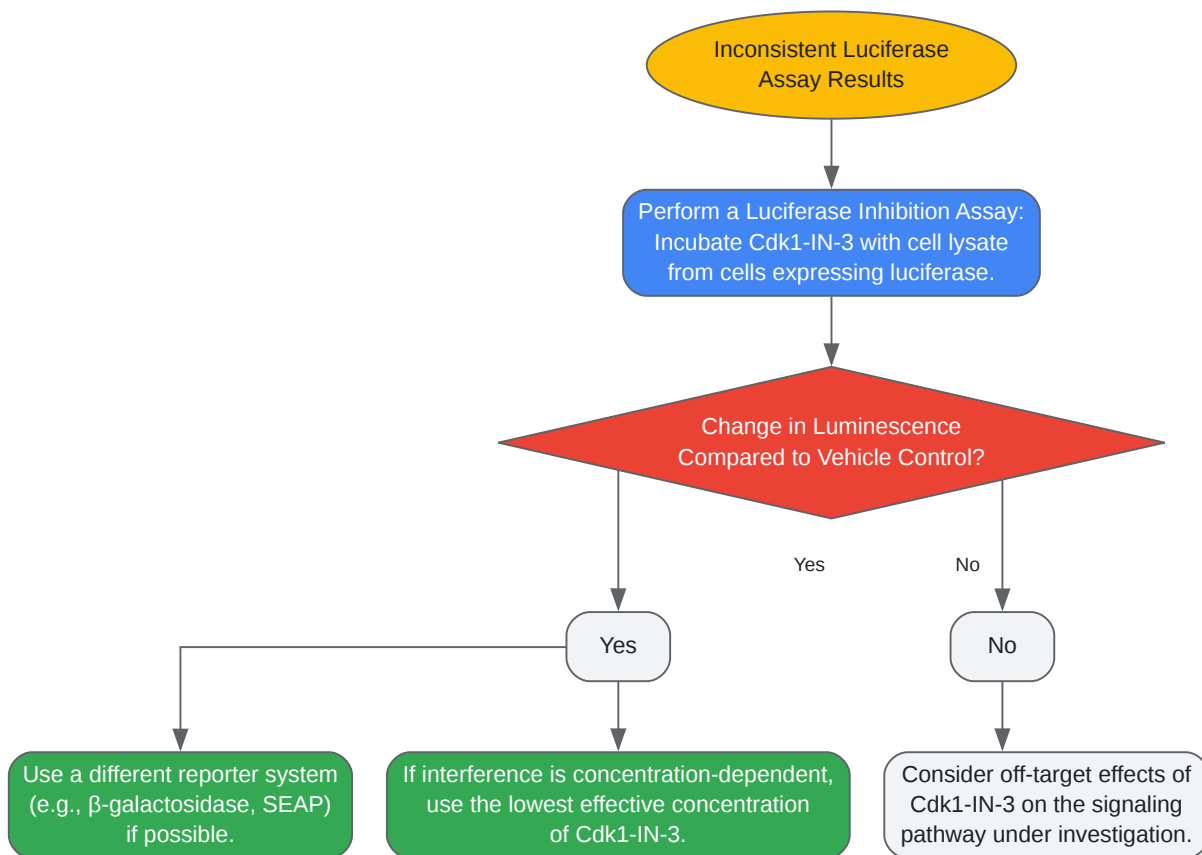 Inconsistent Luciferase
Assay Results
Perform a Luciferase Inhibition Assay:
Incubate Cdk1-IN-3 with cell lysate
from cells expressing luciferase.
Change in Luminescence
Compared to Vehicle Control?
Yes
No
Yes
No
Use a different reporter system
(e.g., β-galactosidase, SEAP)
if possible.
If interference is concentration-dependent,
use the lowest effective concentration
of Cdk1-IN-3.
Consider off-target effects of
Cdk1-IN-3 on the signaling
pathway under investigation.